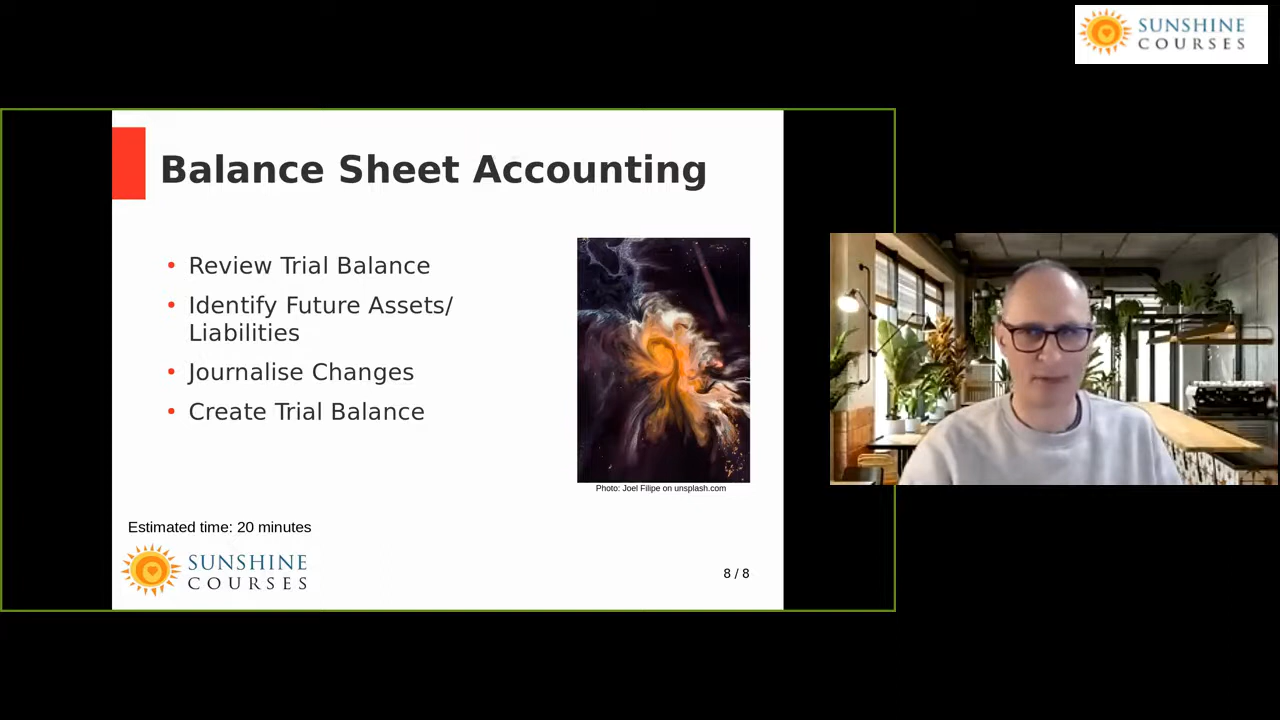 SUNSHINE
COURSES
Balance Sheet Accounting
• Review Trial Balance
• Identify Future Assets/
Liabilities
• Journalise Changes
• Create Trial Balance
Photo: Joel Filipe on unsplash.com
Estimated time: 20 minutes
SUNSHINE
COURSES
8 / 8